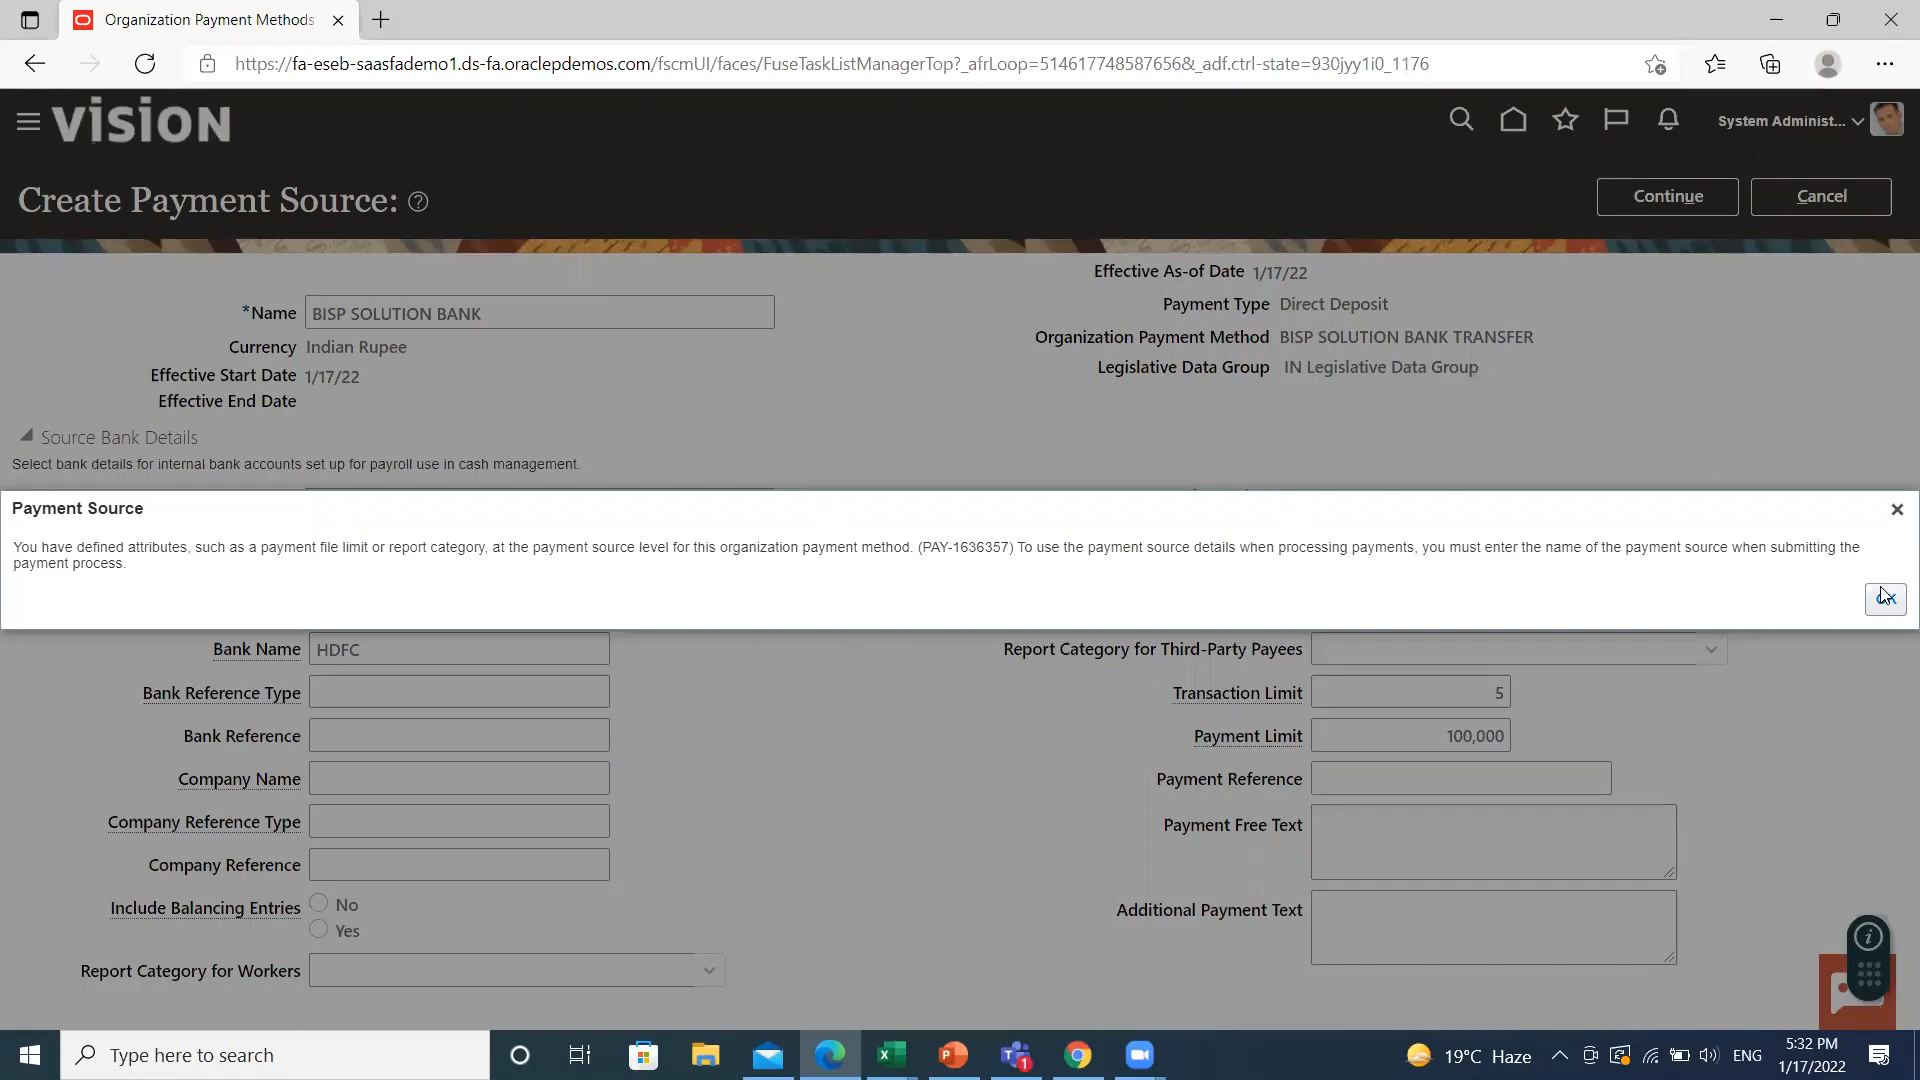 Organization Payment Methods
https://fa-eseb-saasfademo1.ds-fa.oraclepdemos.com/fscmUI/faces/FuseTaskListManagerTop?_afrLoop=51461774858​7656&_adf.ctrl-state=930jyy1i0_1176
VISION
System Administ...
Create Payment Source:
Continue
Cancel
Effective As-of Date 1/17/22
*Name BISP SOLUTION BANK
Payment Type Direct Deposit
Currency Indian Rupee
Organization Payment Method BISP SOLUTION BANK TRANSFER
Effective Start Date 1/17/22
Legislative Data Group IN Legislative Data Group
Effective End Date
Source Bank Details
Select bank details for internal bank accounts set up for payroll use in cash management.
Payment Source
You have defined attributes, such as a payment file limit or report category, at the payment source level for this organization payment method. (PAY-1636357) To use the payment source details when processing payments, you must enter the name of the payment source when submitting the
payment process.
Bank Name HDFC
Report Category for Third-Party Payees
Bank Reference Type
Transaction Limit 5
Bank Reference
Payment Limit 100,000
Company Name
Payment Reference
Company Reference Type
Payment Free Text
Company Reference
Include Balancing Entries No
Yes
Additional Payment Text
Report Category for Workers
Type here to search
1
19°C Haze
ENG
5:32 PM
1/17/2022